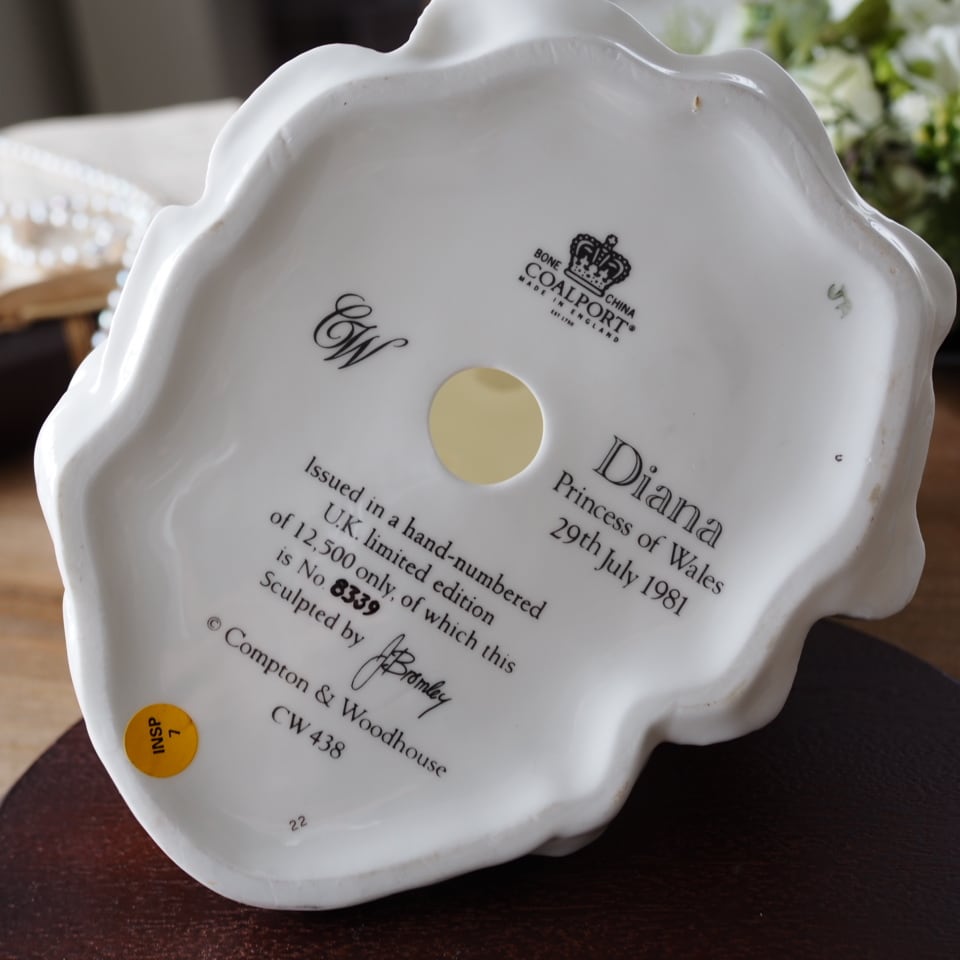 BONE CHINA
COALPORT®
MADE IN ENGLAND
EST 1750
CW
Diana
Princess of Wales
29th July 1981
Issued in a hand-numbered
U.K. limited edition
of 12,500 only, of which this
is No 8339
Sculpted by J Bromley
© Compton & Woodhouse
CW 438
INSP
7
22